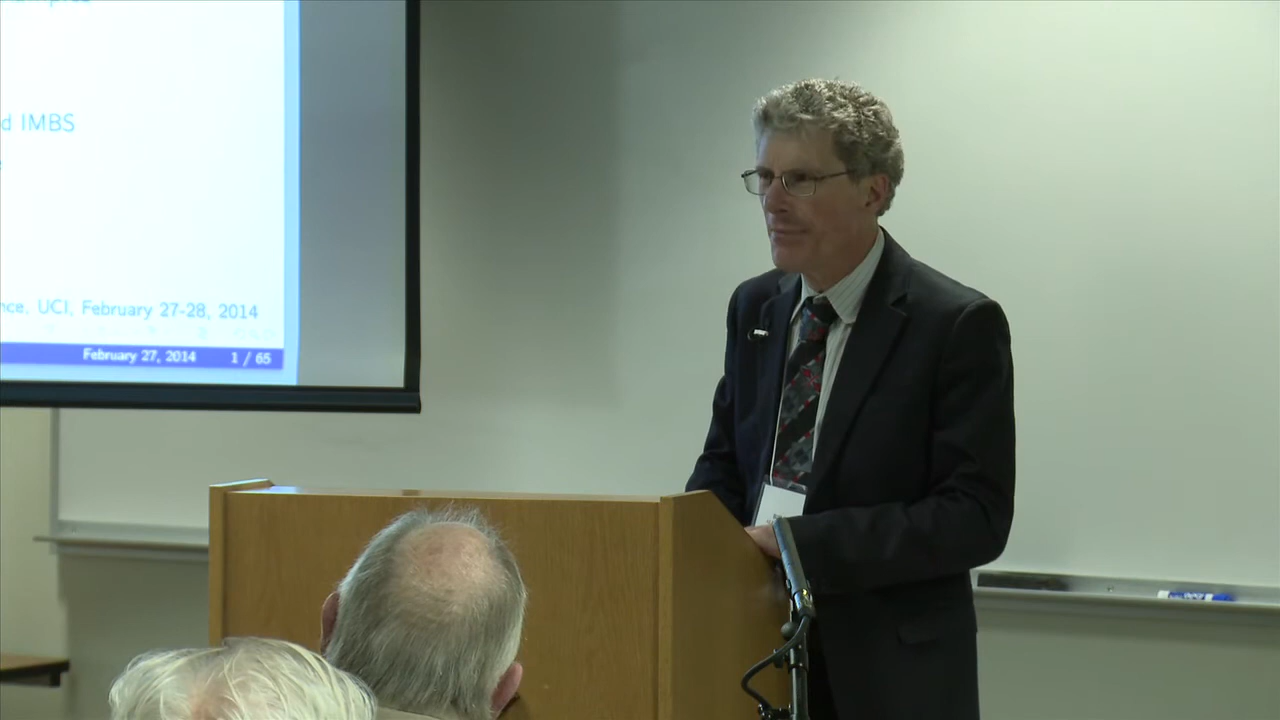 d IMBS
nce, UCI, February 27-28, 2014
February 27, 2014 1 / 65